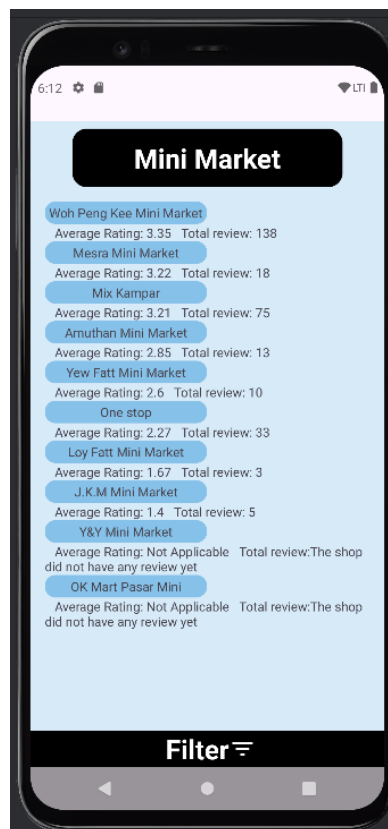 6:12 LTI
Mini Market
Woh Peng Kee Mini Market
Average Rating: 3.35 Total review: 138
Mesra Mini Market
Average Rating: 3.22 Total review: 18
Mix Kampar
Average Rating: 3.21 Total review: 75
Amuthan Mini Market
Average Rating: 2.85 Total review: 13
Yew Fatt Mini Market
Average Rating: 2.6 Total review: 10
One stop
Average Rating: 2.27 Total review: 33
Loy Fatt Mini Market
Average Rating: 1.67 Total review: 3
J.K.M Mini Market
Average Rating: 1.4 Total review: 5
Y&Y Mini Market
Average Rating: Not Applicable Total review:The shop
did not have any review yet
OK Mart Pasar Mini
Average Rating: Not Applicable Total review:The shop
did not have any review yet
Filter